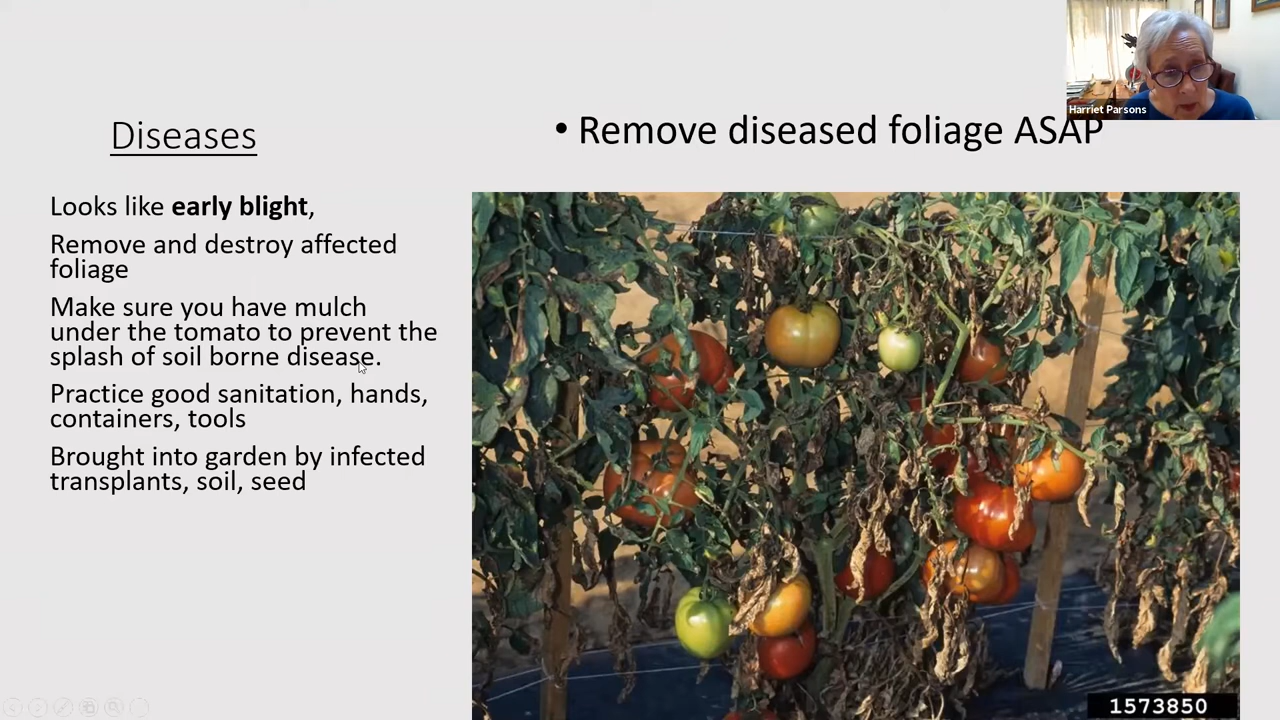 Harriet Parsons
Diseases
• Remove diseased foliage ASAP
Looks like early blight,
Remove and destroy affected
foliage
Make sure you have mulch
under the tomato to prevent the
splash of soil borne disease.
Practice good sanitation, hands,
containers, tools
Brought into garden by infected
transplants, soil, seed
1573850